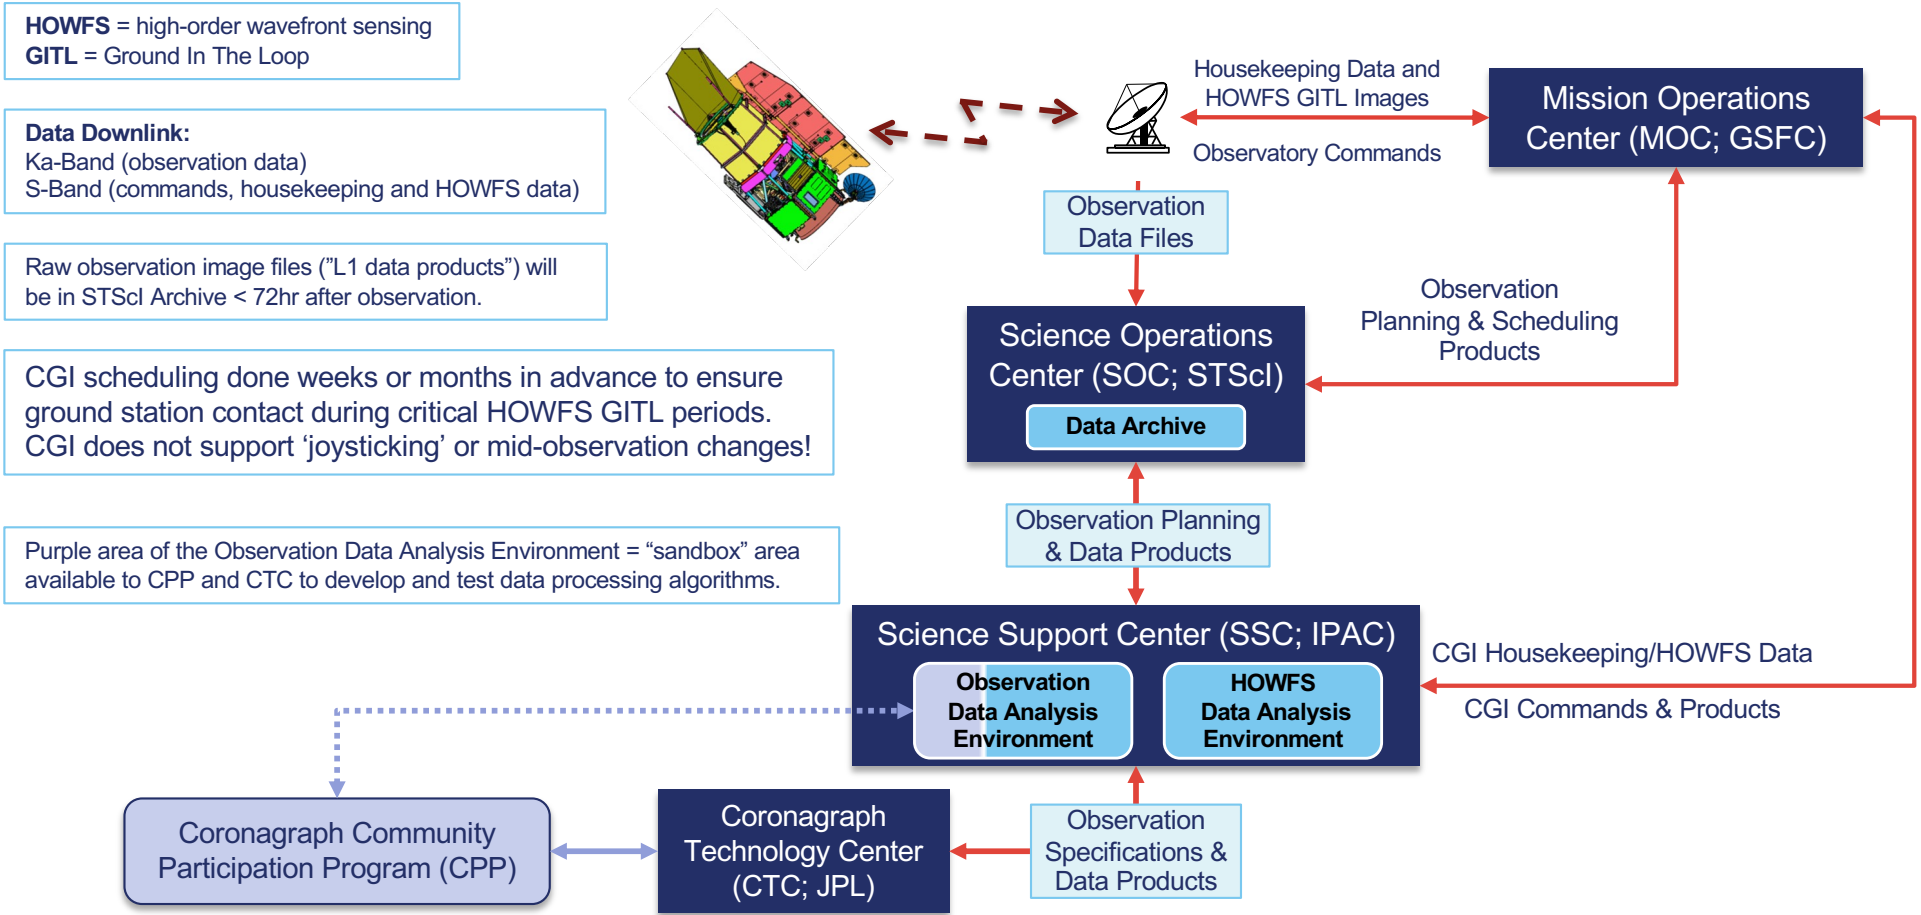 HOWFS = high-order wavefront sensing
GITL = Ground In The Loop
Data Downlink:
Ka-Band (observation data)
S-Band (commands, housekeeping and HOWFS data)
Raw observation image files (”L1 data products”) will
be in STScI Archive < 72hr after observation.
CGI scheduling done weeks or months in advance to ensure
ground station contact during critical HOWFS GITL periods.
CGI does not support ‘joysticking’ or mid-observation changes!
Purple area of the Observation Data Analysis Environment = “sandbox” area
available to CPP and CTC to develop and test data processing algorithms.
Housekeeping Data and
HOWFS GITL Images
Observatory Commands
Mission Operations
Center (MOC; GSFC)
Observation
Data Files
Science Operations
Center (SOC; STScI)
Data Archive
Observation
Planning & Scheduling
Products
Observation Planning
& Data Products
Science Support Center (SSC; IPAC)
Observation
Data Analysis
Environment
HOWFS
Data Analysis
Environment
CGI Housekeeping/HOWFS Data
CGI Commands & Products
Coronagraph Community
Participation Program (CPP)
Coronagraph
Technology Center
(CTC; JPL)
Observation
Specifications &
Data Products